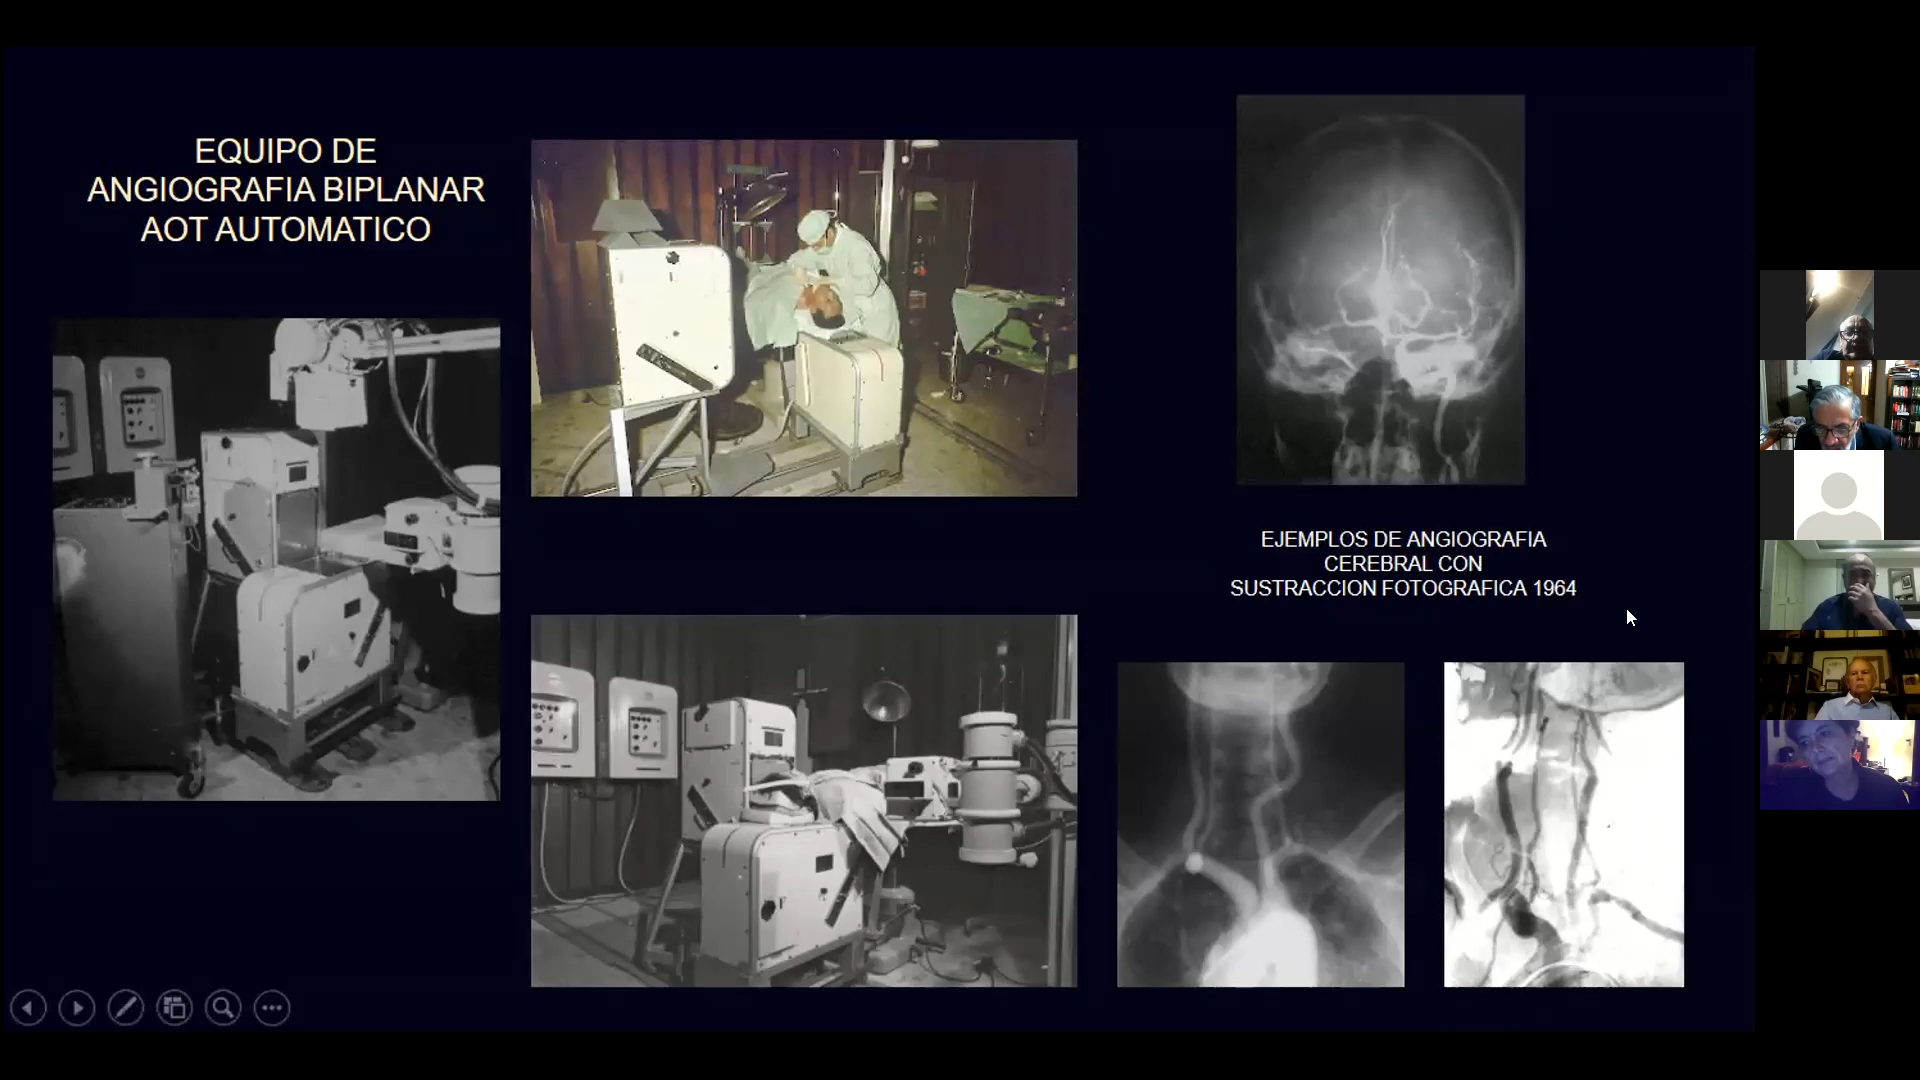 EQUIPO DE
ANGIOGRAFIA BIPLANAR
AOT AUTOMATICO
EJEMPLOS DE ANGIOGRAFIA
CEREBRAL CON
SUSTRACCION FOTOGRAFICA 1964